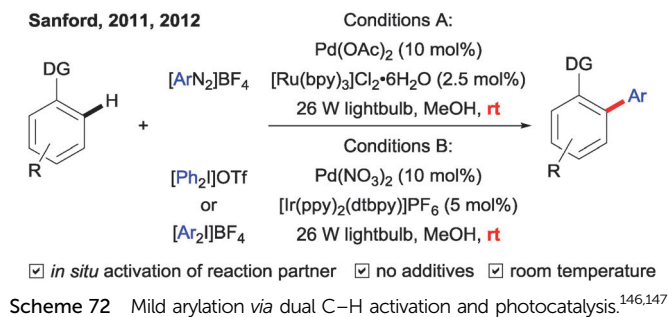 Sanford, 2011, 2012
Conditions A:
Pd(OAc)₂ (10 mol%)
[ArN₂]BF4 [Ru(bpy)₃]Cl₂•6H₂O (2.5 mol%)
26 W lightbulb, MeOH, rt
DG
H
R
+
DG
Ar
R
Conditions B:
[Ph₂I]OTf Pd(NO₃)₂ (10 mol%)
or [Ir(ppy)₂(dtbpy)]PF₆ (5 mol%)
[Ar₂I]BF4 26 W lightbulb, MeOH, rt
☑ in situ activation of reaction partner ☑ no additives ☑ room temperature
Scheme 72 Mild arylation via dual C–H activation and photocatalysis.146,147